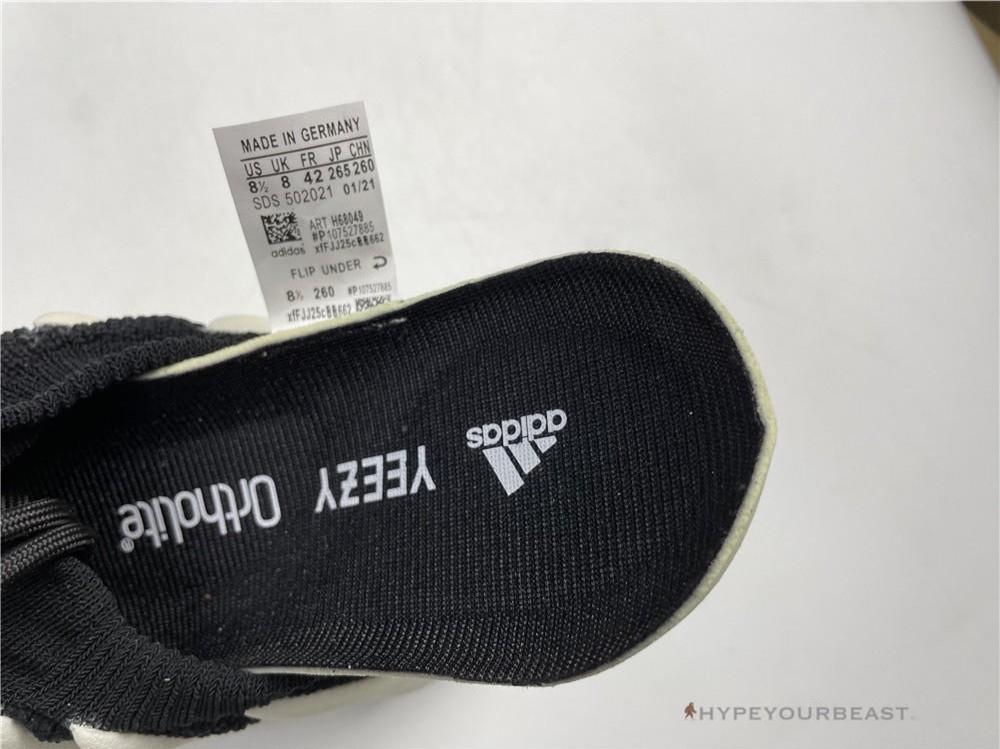 MADE IN GERMANY
US UK FR JP CHN
8½ 8 42 265 260
SDS 502021 01/21
ART H68049
#P107527885
adidas
FLIP UNDER
8½ 260 #P107527885
adidas
YEEZY
Ortholite®
HYPEYOURBEAST.